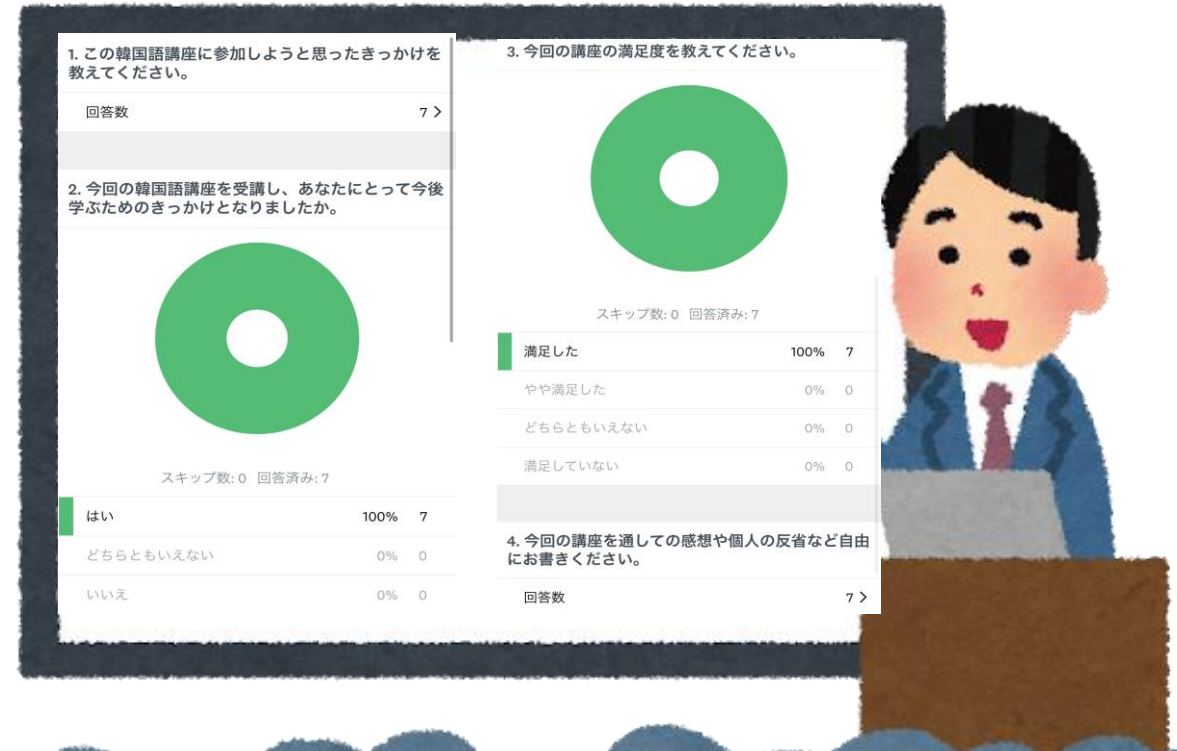 1. この韓国語講座に参加しようと思ったきっかけを
教えてください。
回答数 7 >
2. 今回の韓国語講座を受講し、あなたにとって今後
学ぶためのきっかけとなりましたか。
スキップ数: 0 回答済み: 7
はい 100% 7
どちらともいえない 0% 0
いいえ 0% 0
3. 今回の講座の満足度を教えてください。
スキップ数: 0 回答済み: 7
満足した 100% 7
やや満足した 0% 0
どちらともいえない 0% 0
満足していない 0% 0
4. 今回の講座を通しての感想や個人の反省など自由
にお書きください。
回答数 7 >